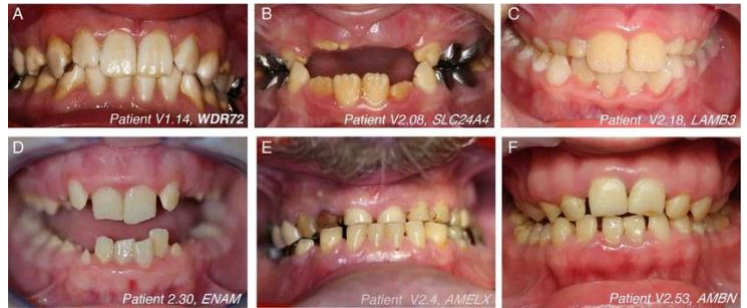 A
Patient V1.14, WDR72
B
Patient V2.08, SLC24A4
C
Patient V2.18, LAMB3
D
Patient 2.30, ENAM
E
Patient V2.4, AMELX
F
Patient V2.53, AMBN